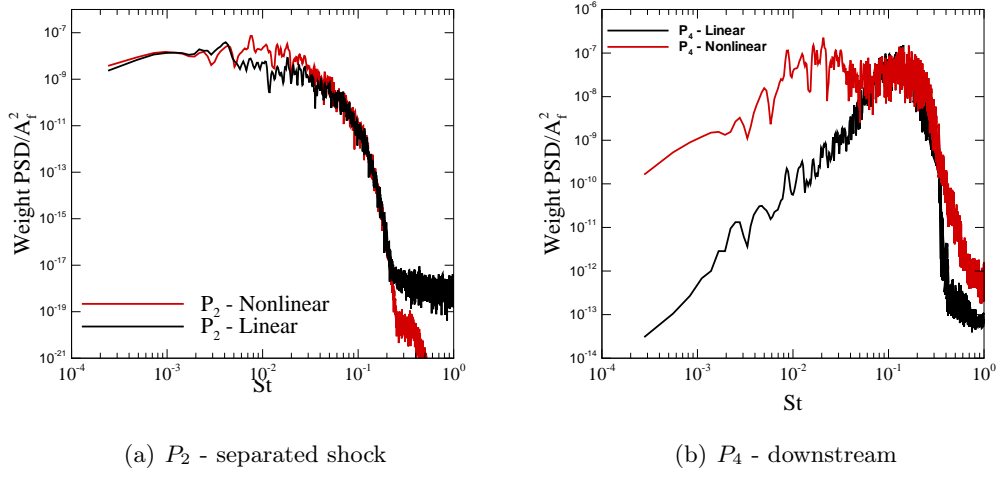 Weight PSD/A_f^2
10^-7
10^-9
10^-11
10^-13
10^-15
10^-17
10^-19
10^-21
P_2 - Nonlinear
P_2 - Linear
10^-4 10^-3 10^-2 10^-1 10^0
St
(a) P_2 - separated shock
Weight PSD/A_f^2
10^-6
10^-7
10^-8
10^-9
10^-10
10^-11
10^-12
10^-13
10^-14
P_4 - Linear
P_4 - Nonlinear
10^-4 10^-3 10^-2 10^-1 10^0
St
(b) P_4 - downstream